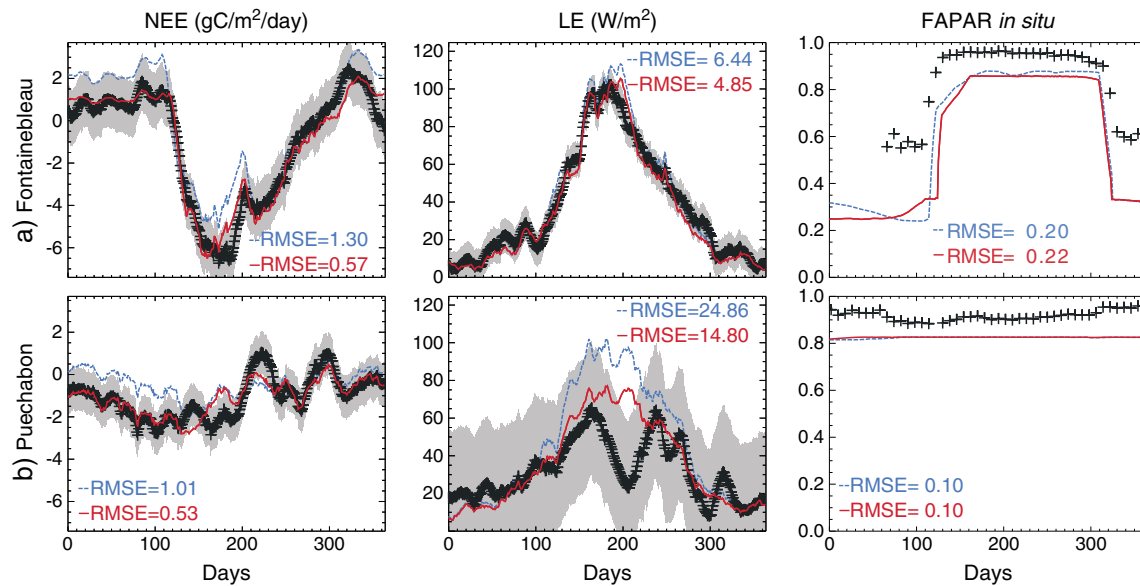 NEE (gC/m²/day) LE (W/m²) FAPAR in situ
a) Fontainebleau
2
0
-2
-4
-6
--RMSE=1.30
–RMSE=0.57
120
100
80
60
40
20
0
--RMSE= 6.44
–RMSE= 4.85
1.0
0.8
0.6
0.4
0.2
0.0
--RMSE= 0.20
–RMSE= 0.22
b) Puechabon
2
0
-2
-4
-6
--RMSE=1.01
–RMSE=0.53
0 100 200 300
Days
120
100
80
60
40
20
--RMSE=24.86
–RMSE=14.80
0 100 200 300
Days
1.0
0.8
0.6
0.4
0.2
0.0
--RMSE= 0.10
–RMSE= 0.10
0 100 200 300
Days